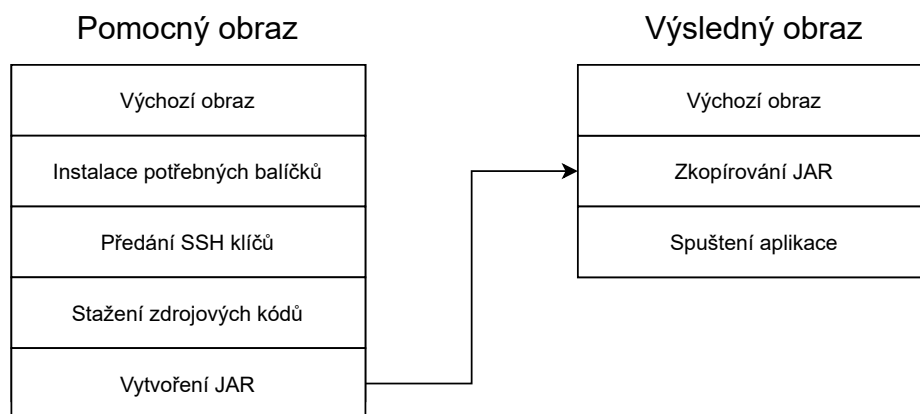 Pomocný obraz
Výchozí obraz
Instalace potřebných balíčků
Předání SSH klíčů
Stažení zdrojových kódů
Vytvoření JAR
Výsledný obraz
Výchozí obraz
Zkopírování JAR
Spuštení aplikace